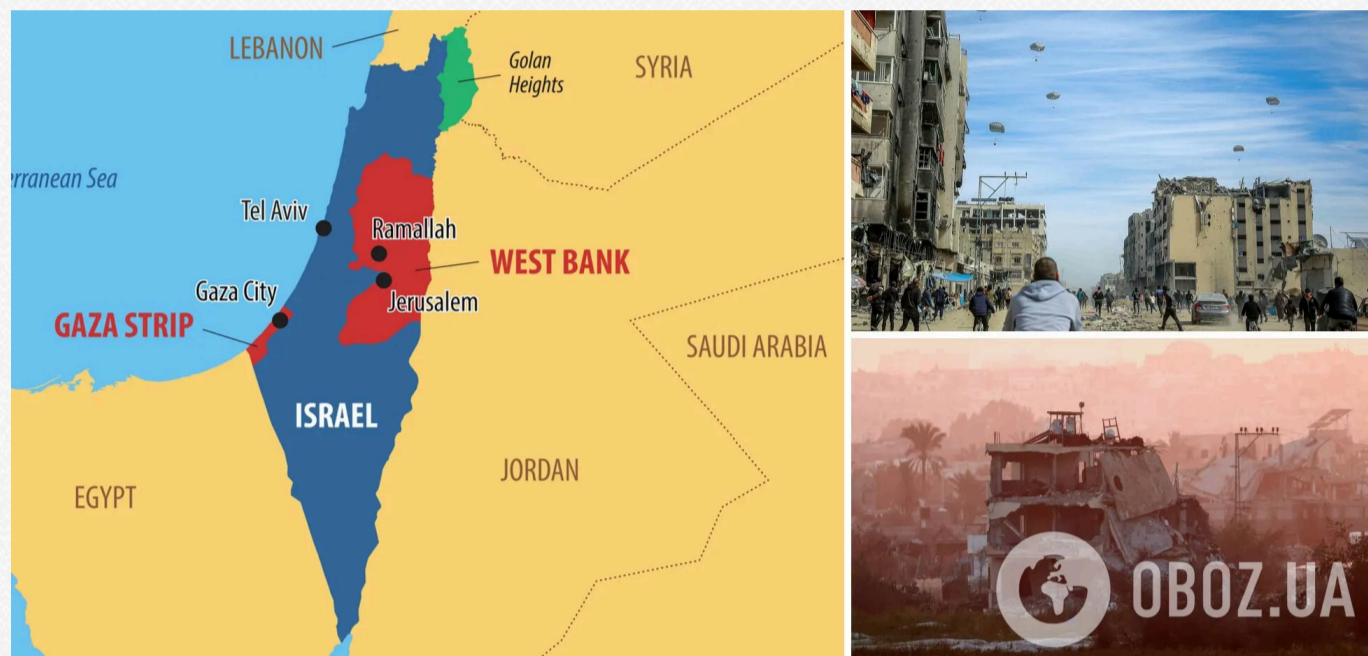 LEBANON
Golan
Heights
SYRIA
erranean Sea
Tel Aviv
Ramallah
WEST BANK
Gaza City
Jerusalem
GAZA STRIP
SAUDI ARABIA
ISRAEL
JORDAN
EGYPT
OBOZ.UA